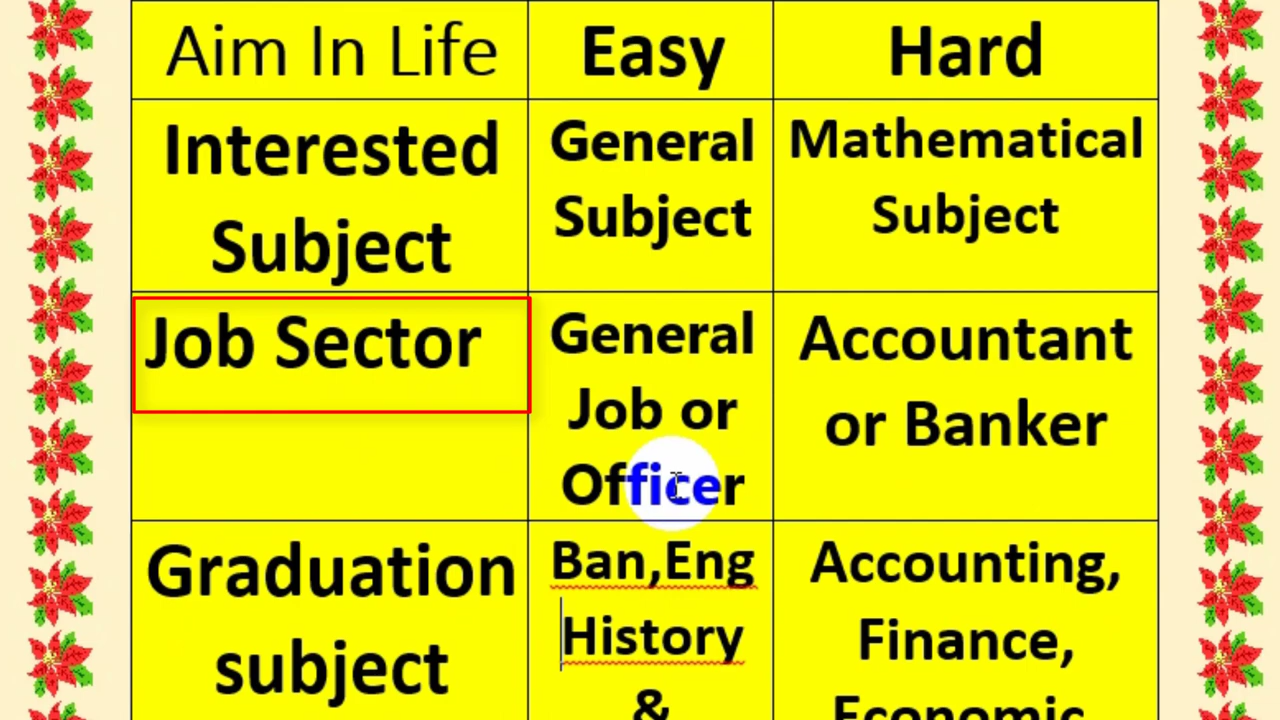 Aim In Life Easy Hard
Interested
Subject
General
Subject
Mathematical
Subject
Job Sector
General
Job or
Officer
Accountant
or Banker
Graduation
subject
Ban,Eng
History
&
Accounting,
Finance,
Economic